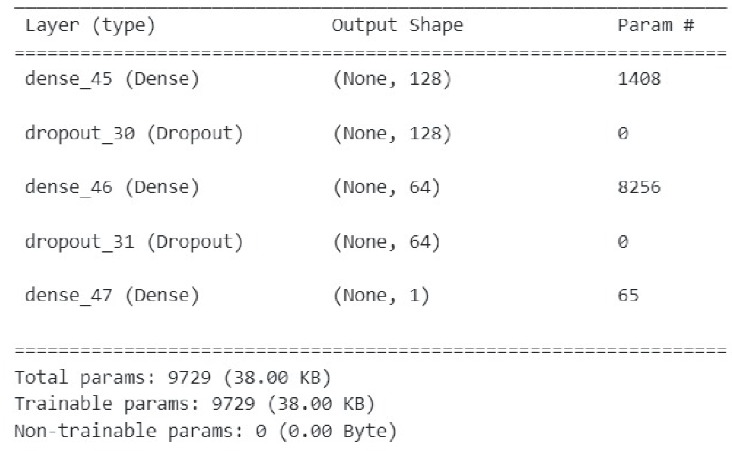 Layer (type) Output Shape Param #
=================================================================
dense_45 (Dense) (None, 128) 1408
dropout_30 (Dropout) (None, 128) 0
dense_46 (Dense) (None, 64) 8256
dropout_31 (Dropout) (None, 64) 0
dense_47 (Dense) (None, 1) 65
=================================================================
Total params: 9729 (38.00 KB)
Trainable params: 9729 (38.00 KB)
Non-trainable params: 0 (0.00 Byte)